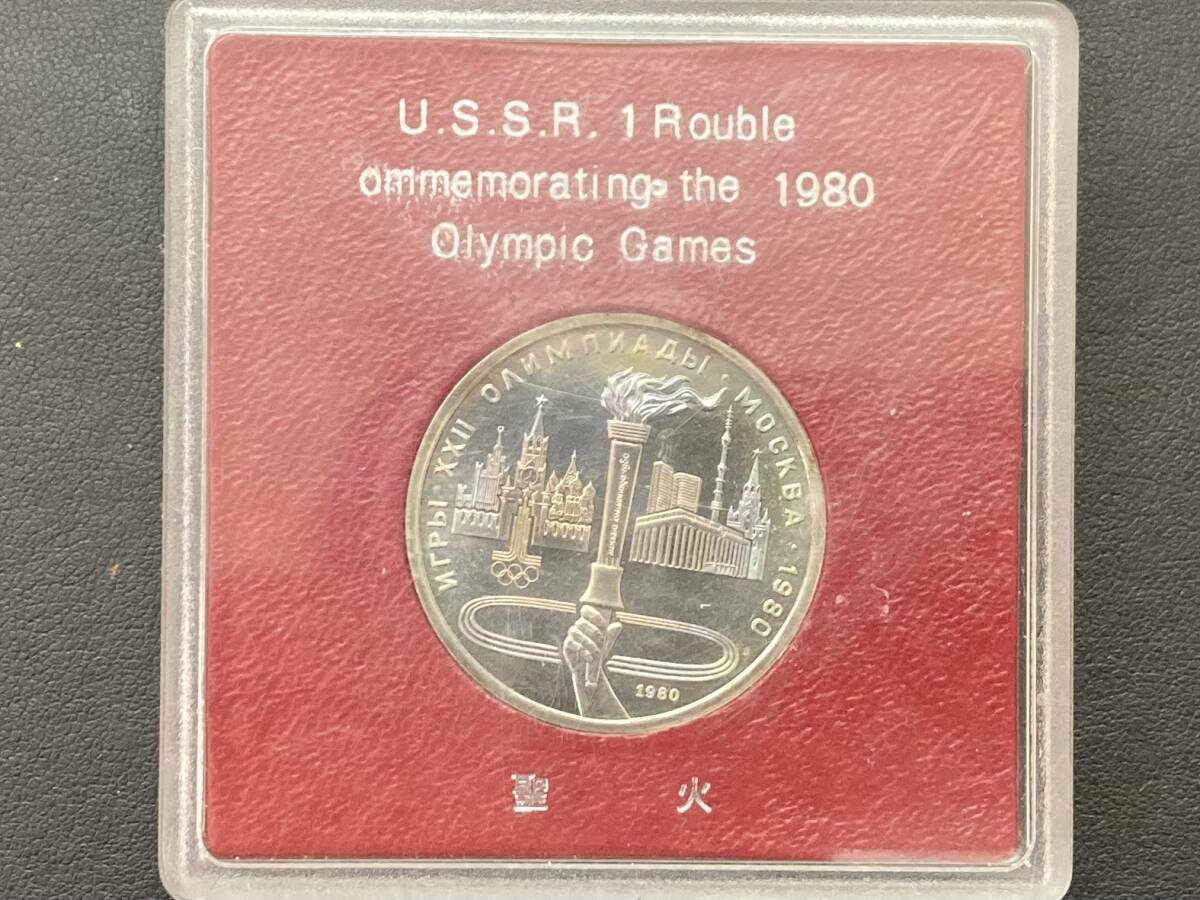 U.S.S.R. 1 Rouble
ommemorating the 1980
Olympic Games
ИГРЫ XXII ОЛИМПИАДЫ · МОСКВА · 1980
1980
聖 火